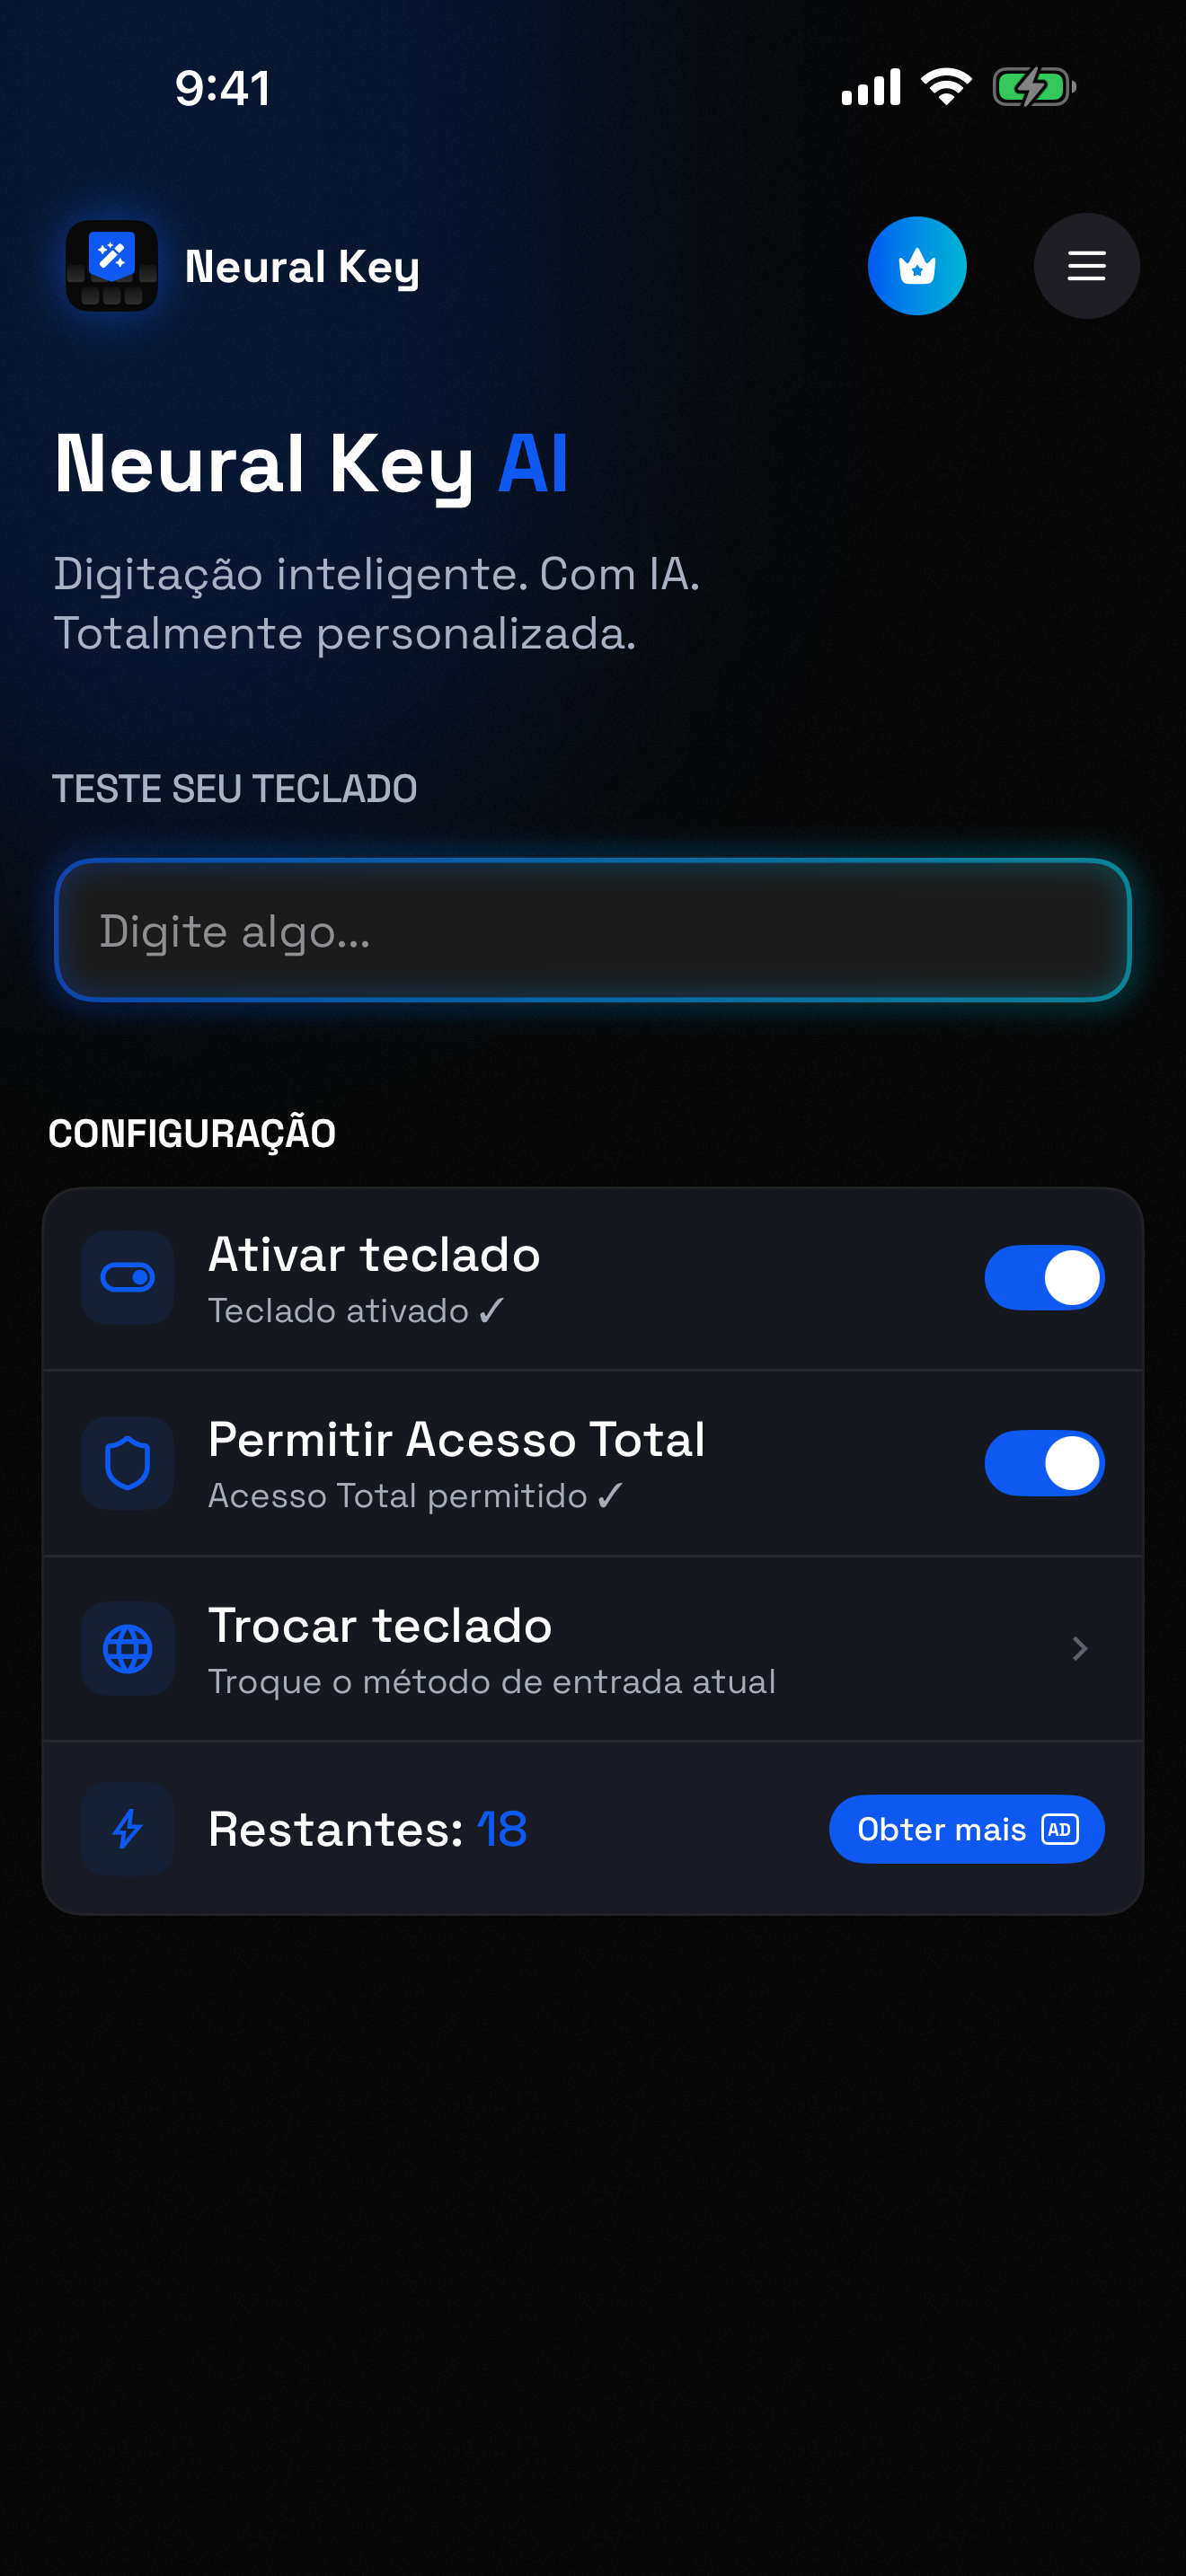 9:41
Neural Key
Neural Key AI
Digitação inteligente. Com IA.
Totalmente personalizada.
TESTE SEU TECLADO
Digite algo...
CONFIGURAÇÃO
Ativar teclado
Teclado ativado ✓
Permitir Acesso Total
Acesso Total permitido ✓
Trocar teclado
Troque o método de entrada atual
Restantes: 18
Obter mais AD